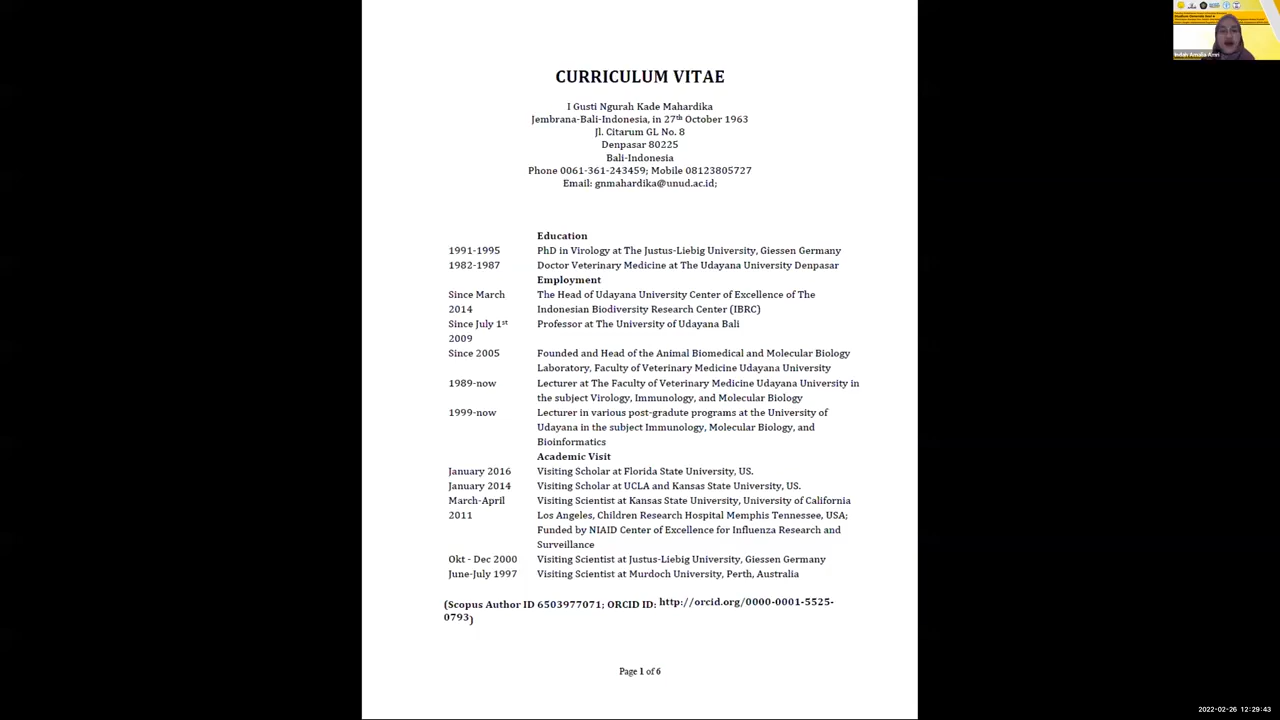 CURRICULUM VITAE
I Gusti Ngurah Kade Mahardika
Jembrana-Bali-Indonesia, in 27th October 1963
Jl. Citarum GL No. 8
Denpasar 80225
Bali-Indonesia
Phone 0061-361-243459; Mobile 08123805727
Email: gnmahardika@unud.ac.id;
Education
1991-1995 PhD in Virology at The Justus-Liebig University, Giessen Germany
1982-1987 Doctor Veterinary Medicine at The Udayana University Denpasar
Employment
Since March The Head of Udayana University Center of Excellence of The
2014 Indonesian Biodiversity Research Center (IBRC)
Since July 1st Professor at The University of Udayana Bali
2009
Since 2005 Founded and Head of the Animal Biomedical and Molecular Biology
Laboratory, Faculty of Veterinary Medicine Udayana University
1989-now Lecturer at The Faculty of Veterinary Medicine Udayana University in
the subject Virology, Immunology, and Molecular Biology
1999-now Lecturer in various post-gradute programs at the University of
Udayana in the subject Immunology, Molecular Biology, and
Bioinformatics
Academic Visit
January 2016 Visiting Scholar at Florida State University, US.
January 2014 Visiting Scholar at UCLA and Kansas State University, US.
March-April Visiting Scientist at Kansas State University, University of California
2011 Los Angeles, Children Research Hospital Memphis Tennessee, USA;
Funded by NIAID Center of Excellence for Influenza Research and
Surveillance
Okt - Dec 2000 Visiting Scientist at Justus-Liebig University, Giessen Germany
June-July 1997 Visiting Scientist at Murdoch University, Perth, Australia
(Scopus Author ID 6503977071; ORCID ID: http://orcid.org/0000-0001-5525-
0793)
Page 1 of 6
Indah Amalia Amri
2022-02-26 12:29:43